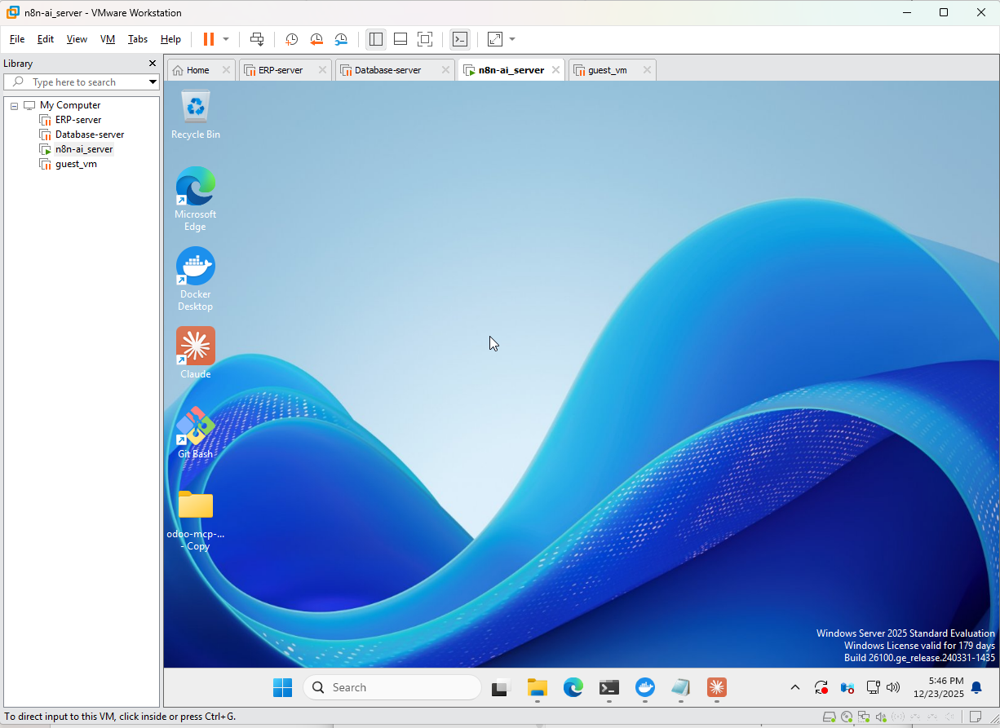 n8n-ai_server - VMware Workstation
File Edit View VM Tabs Help
Library
Type here to search
My Computer
ERP-server
Database-server
n8n-ai_server
guest_vm
Home ERP-server Database-server n8n-ai_server guest_vm
Recycle Bin
Microsoft
Edge
Docker
Desktop
Claude
Git Bash
odoo-mcp-...
- Copy
Windows Server 2025 Standard Evaluation
Windows License valid for 179 days
Build 26100.ge_release.240331-1435
Search
5:46 PM
12/23/2025
To direct input to this VM, click inside or press Ctrl+G.